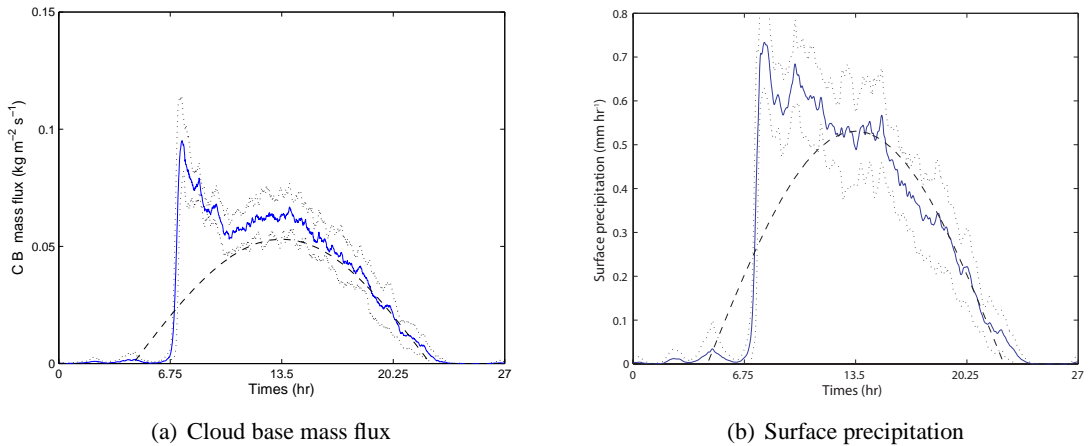 0.15
0.1
0.05
0
C B mass flux (kg m⁻² s⁻¹)
0 6.75 13.5 20.25 27
Times (hr)
(a) Cloud base mass flux
0.8
0.7
0.6
0.5
0.4
0.3
0.2
0.1
0
Surface precipitation (mm hr⁻¹)
0 6.75 13.5 20.25 27
Times (hr)
(b) Surface precipitation